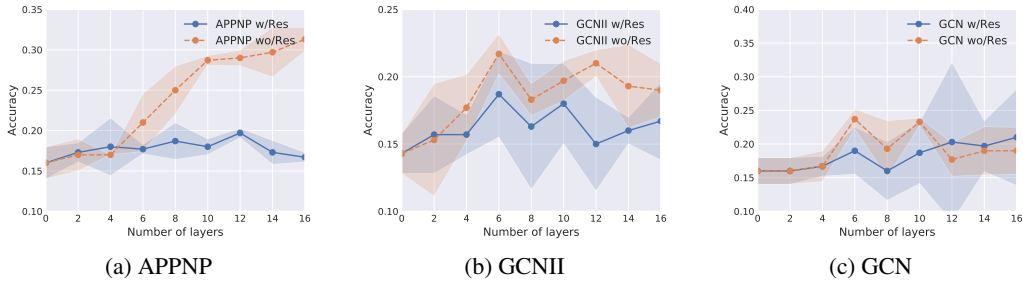 0.35
0.30
0.25
0.20
0.15
0.10
Accuracy
APPNP w/Res
APPNP wo/Res
0 2 4 6 8 10 12 14 16
Number of layers
(a) APPNP
0.25
0.20
0.15
0.10
Accuracy
GCNII w/Res
GCNII wo/Res
0 2 4 6 8 10 12 14 16
Number of layers
(b) GCNII
0.40
0.35
0.30
0.25
0.20
0.15
0.10
Accuracy
GCN w/Res
GCN wo/Res
0 2 4 6 8 10 12 14 16
Number of layers
(c) GCN